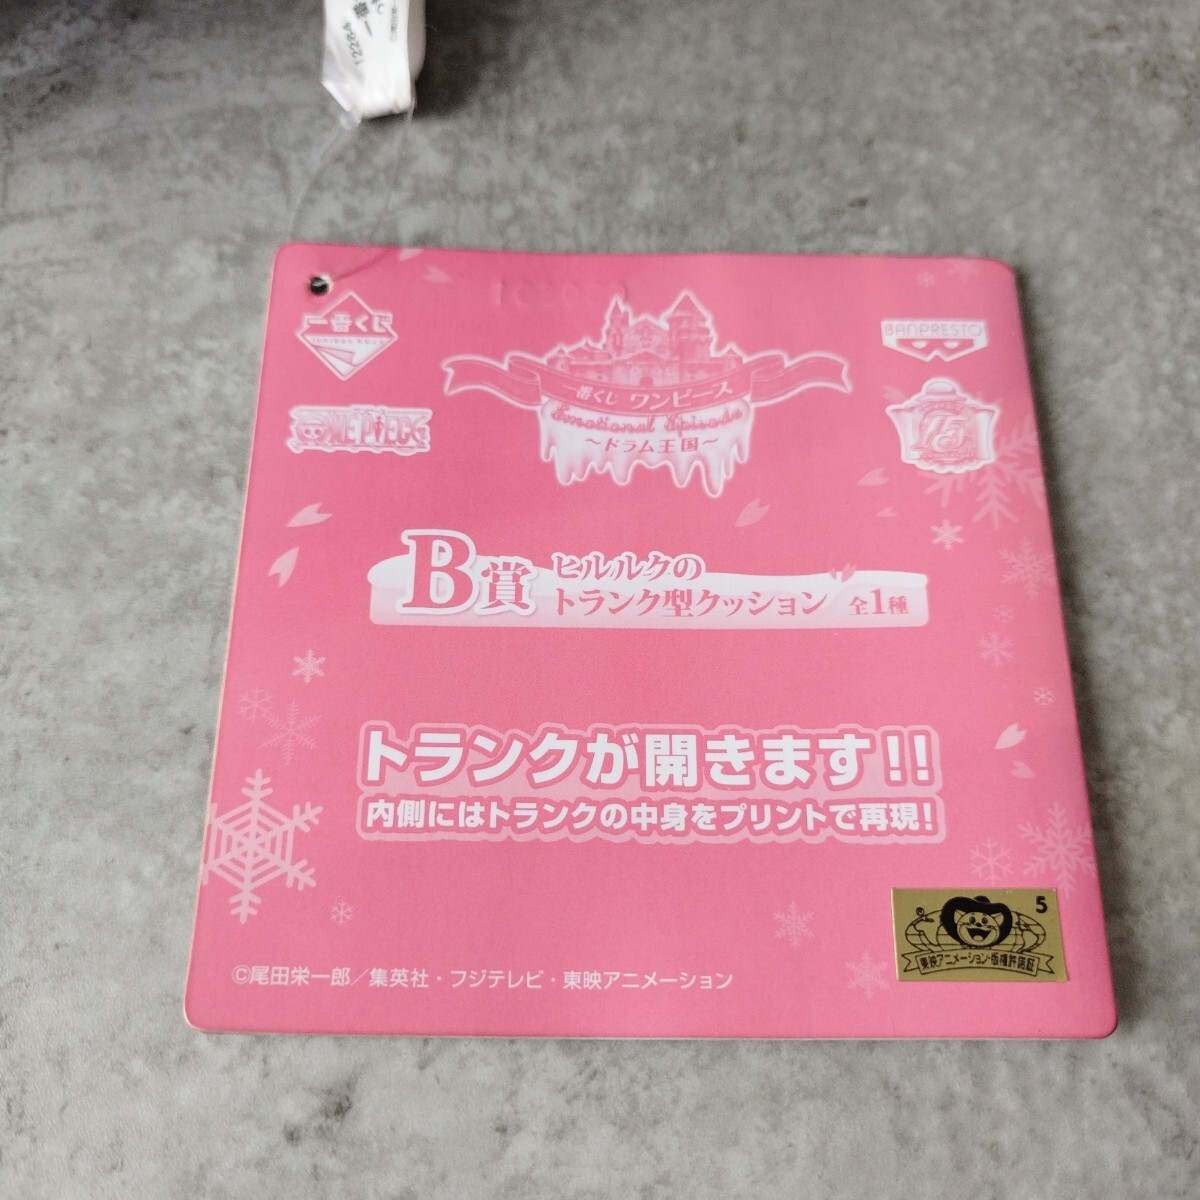 一番くじ
ONE PIECE
BANPRESTO
15
一番くじ ワンピース
Emotional Episode
～ドラム王国～
B賞 ヒルルクの
トランク型クッション 全1種
トランクが開きます!!
内側にはトランクの中身をプリントで再現!
5
東映アニメーション・版権許諾証
©尾田栄一郎／集英社・フジテレビ・東映アニメーション